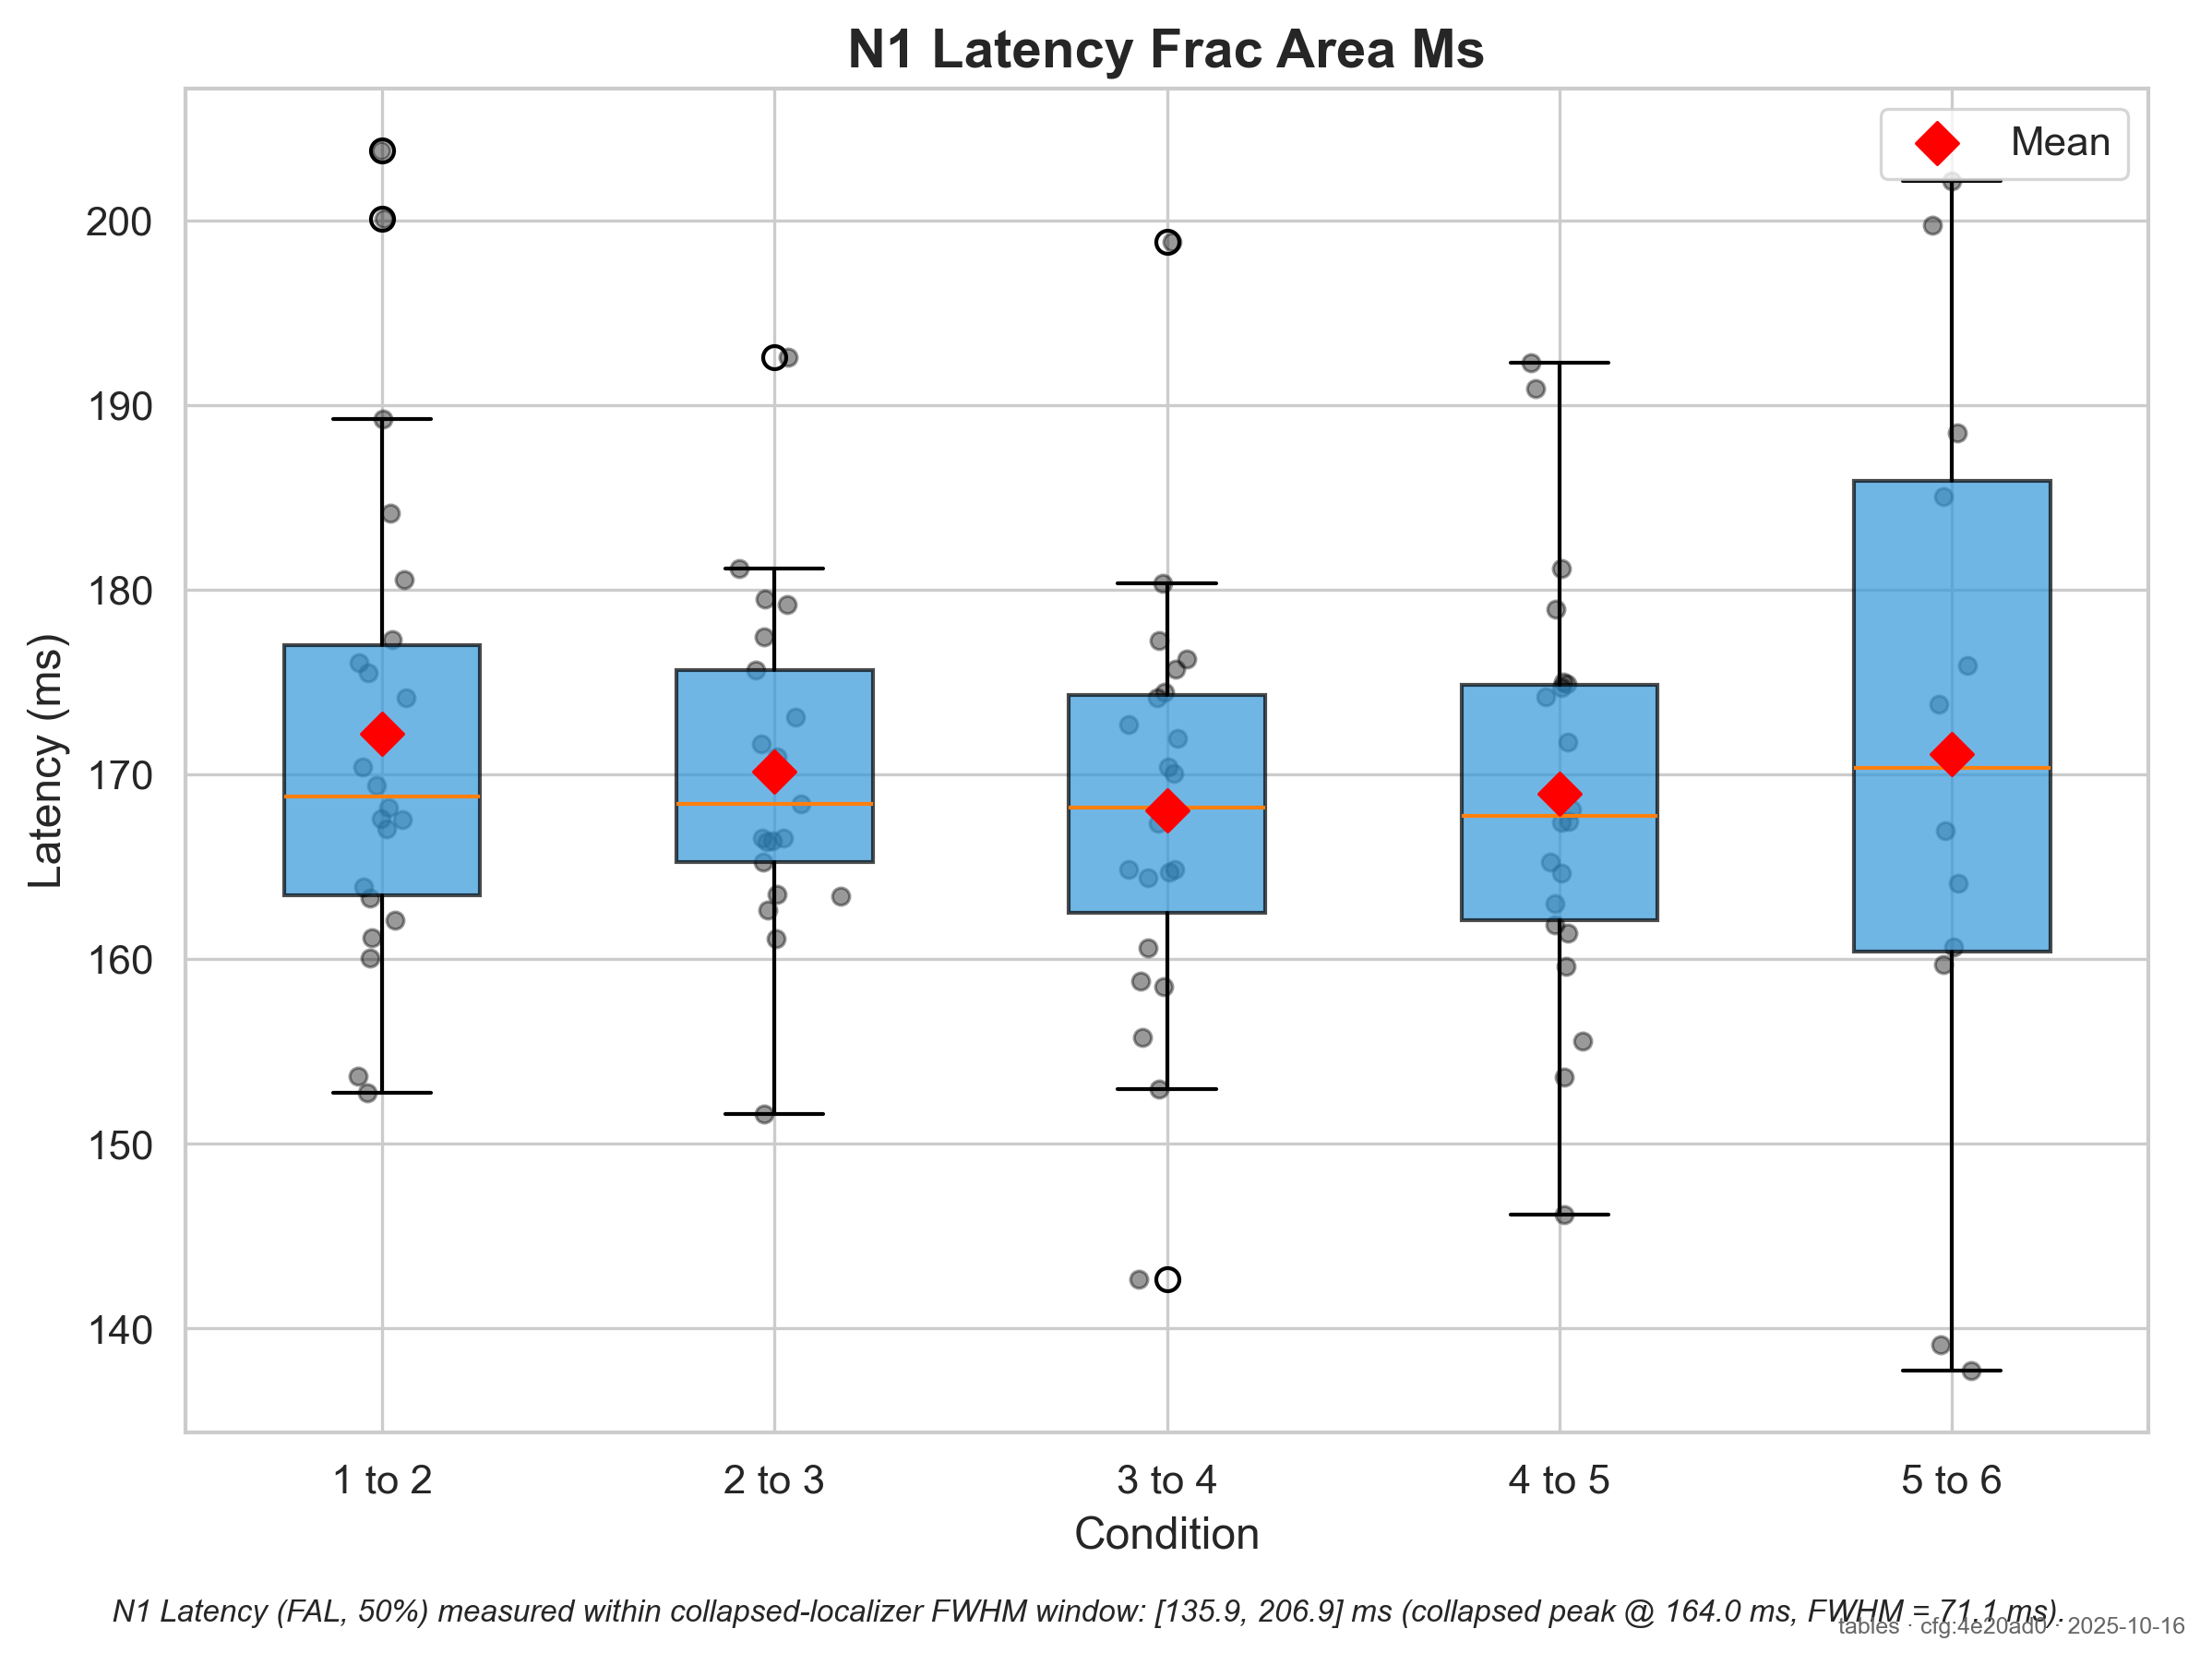 N1 Latency Frac Area Ms
Mean
200
190
180
170
160
150
140
Latency (ms)
1 to 2 2 to 3 3 to 4 4 to 5 5 to 6
Condition
N1 Latency (FAL, 50%) measured within collapsed-localizer FWHM window: [135.9, 206.9] ms (collapsed peak @ 164.0 ms, FWHM = 71.1 ms).
tables · cfg:4e20ad0 · 2025-10-16